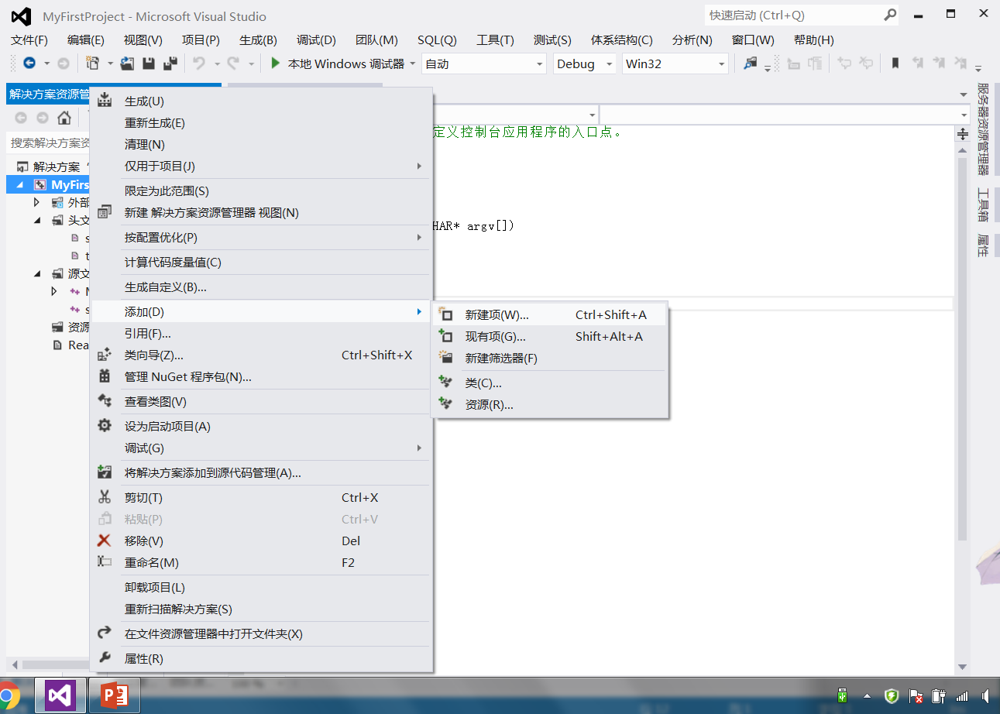 MyFirstProject - Microsoft Visual Studio
快速启动 (Ctrl+Q)
文件(F) 编辑(E) 视图(V) 项目(P) 生成(B) 调试(D) 团队(M) SQL(Q) 工具(T) 测试(S) 体系结构(C) 分析(N) 窗口(W) 帮助(H)
本地 Windows 调试器 自动 Debug Win32
解决方案资源管
搜索解决方案资
解决方案
MyFirs
外部
头文
s
t
源文
s
资源
Rea
生成(U)
重新生成(E)
清理(N)
仅用于项目(J)
限定为此范围(S)
新建 解决方案资源管理器 视图(N)
按配置优化(P)
计算代码度量值(C)
生成自定义(B)...
添加(D)
引用(F)...
类向导(Z)... Ctrl+Shift+X
管理 NuGet 程序包(N)...
查看类图(V)
设为启动项目(A)
调试(G)
将解决方案添加到源代码管理(A)...
剪切(T) Ctrl+X
粘贴(P) Ctrl+V
移除(V) Del
重命名(M) F2
卸载项目(L)
重新扫描解决方案(S)
在文件资源管理器中打开文件夹(X)
属性(R)
新建项(W)... Ctrl+Shift+A
现有项(G)... Shift+Alt+A
新建筛选器(F)
类(C)...
资源(R)...
定义控制台应用程序的入口点。
HAR* argv[])
服务器资源管理器
工具箱
属性